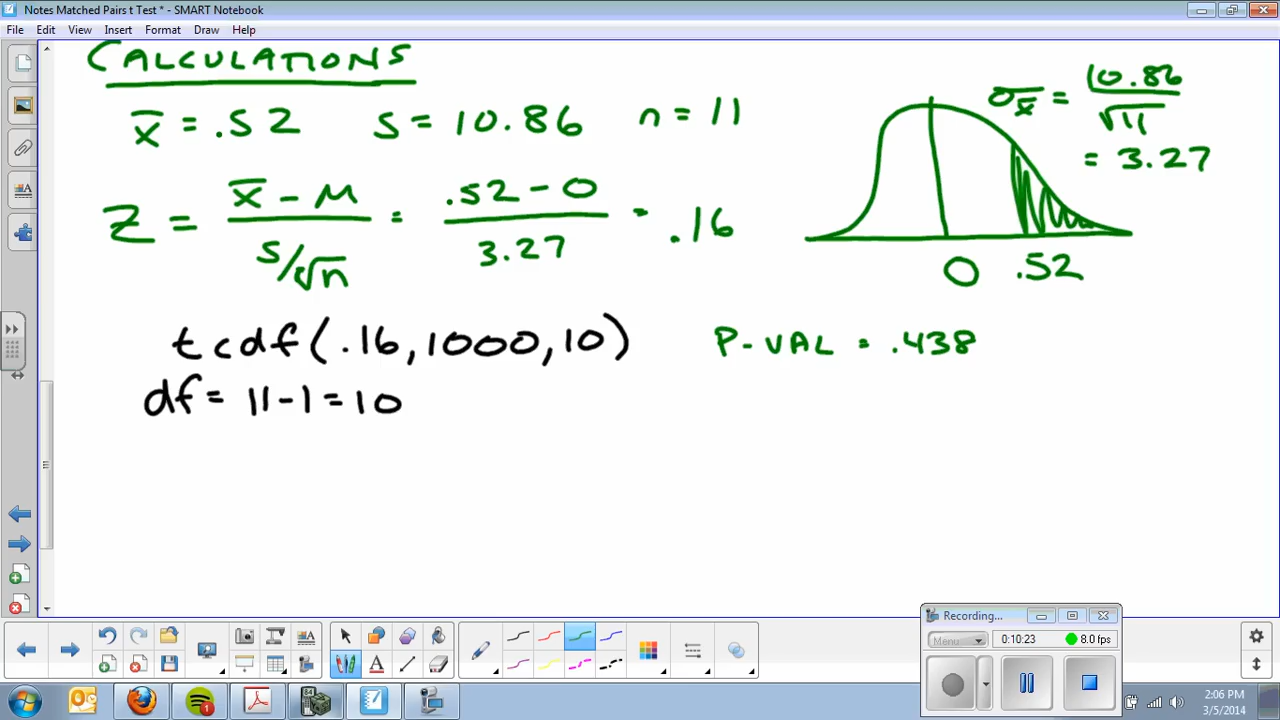 Notes Matched Pairs t Test * - SMART Notebook
File Edit View Insert Format Draw Help
CALCULATIONS
x̄ = .52 s = 10.86 n = 11
σx̄ = 10.86 / √11
= 3.27
Z = x̄ - μ / s/√n = .52 - 0 / 3.27 = .16
0 .52
tcdf(.16,1000,10) P-VAL = .438
df = 11-1=10
Recording...
Menu 0:10:23 8.0 fps
2:06 PM
3/5/2014